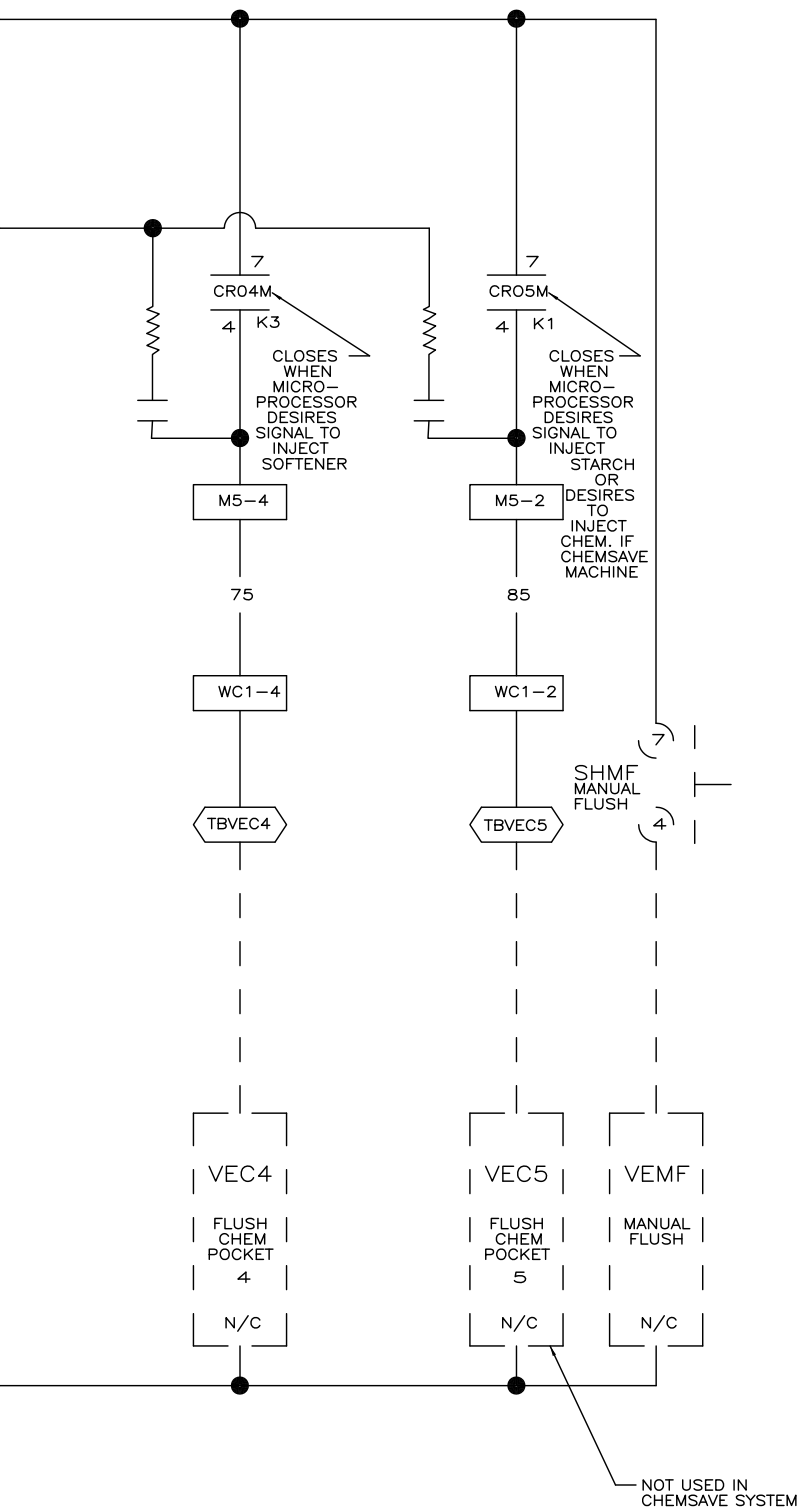 7
CR04M
4
K3
CLOSES
WHEN
MICRO-
PROCESSOR
DESIRES
SIGNAL TO
INJECT
SOFTENER
7
CR05M
4
K1
CLOSES
WHEN
MICRO-
PROCESSOR
DESIRES
SIGNAL TO
INJECT
STARCH
OR
DESIRES
TO
INJECT
CHEM. IF
CHEMSAVE
MACHINE
M5-4
M5-2
75
85
WC1-4
WC1-2
7
SHMF
MANUAL
FLUSH
4
TBVEC4
TBVEC5
VEC4
FLUSH
CHEM
POCKET
4
N/C
VEC5
FLUSH
CHEM
POCKET
5
N/C
VEMF
MANUAL
FLUSH
N/C
NOT USED IN
CHEMSAVE SYSTEM